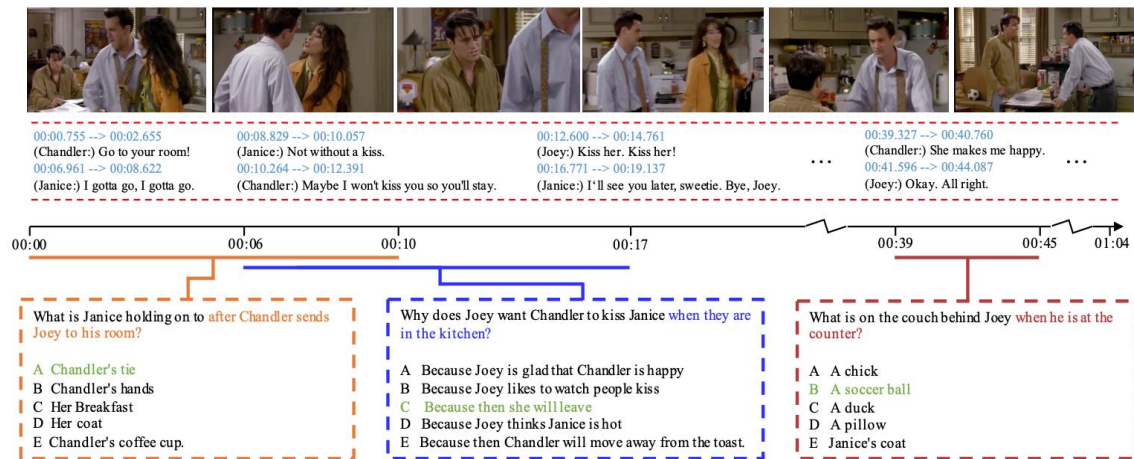 00:00.755 --> 00:02.655
(Chandler:) Go to your room!
00:06.961 --> 00:08.622
(Janice:) I gotta go, I gotta go.
00:08.829 --> 00:10.057
(Janice:) Not without a kiss.
00:10.264 --> 00:12.391
(Chandler:) Maybe I won't kiss you so you'll stay.
00:12.600 --> 00:14.761
(Joey:) Kiss her. Kiss her!
00:16.771 --> 00:19.137
(Janice:) I'll see you later, sweetie. Bye, Joey.
...
00:39.327 --> 00:40.760
(Chandler:) She makes me happy.
00:41.596 --> 00:44.087
(Joey:) Okay. All right.
...
00:00
00:06
00:10
00:17
00:39
00:45
01:04
What is Janice holding on to after Chandler sends
Joey to his room?
A Chandler's tie
B Chandler's hands
C Her Breakfast
D Her coat
E Chandler's coffee cup.
Why does Joey want Chandler to kiss Janice when they are
in the kitchen?
A Because Joey is glad that Chandler is happy
B Because Joey likes to watch people kiss
C Because then she will leave
D Because Joey thinks Janice is hot
E Because then Chandler will move away from the toast.
What is on the couch behind Joey when he is at the
counter?
A A chick
B A soccer ball
C A duck
D A pillow
E Janice's coat